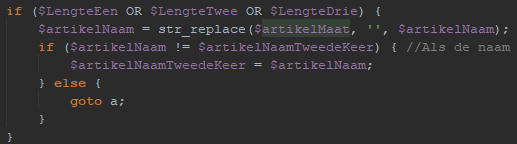 if ($LengteEen OR $LengteTwee OR $LengteDrie) {
$artikelNaam = str_replace($artikelMaat, '', $artikelNaam);
if ($artikelNaam != $artikelNaamTweedeKeer) { //Als de naam
$artikelNaamTweedeKeer = $artikelNaam;
} else {
goto a;
}
}